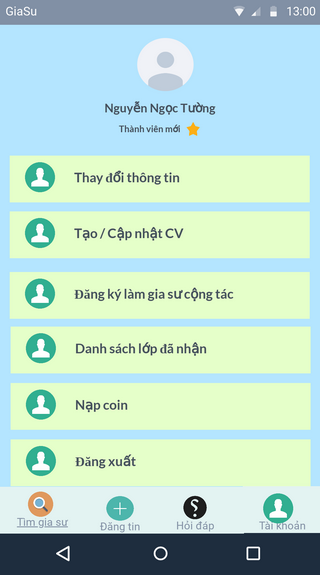 GiaSu 13:00
Nguyễn Ngọc Tường
Thành viên mới
Thay đổi thông tin
Tạo / Cập nhật CV
Đăng ký làm gia sư cộng tác
Danh sách lớp đã nhận
Nạp coin
Đăng xuất
Tìm gia sư Đăng tin Hỏi đáp Tài khoản